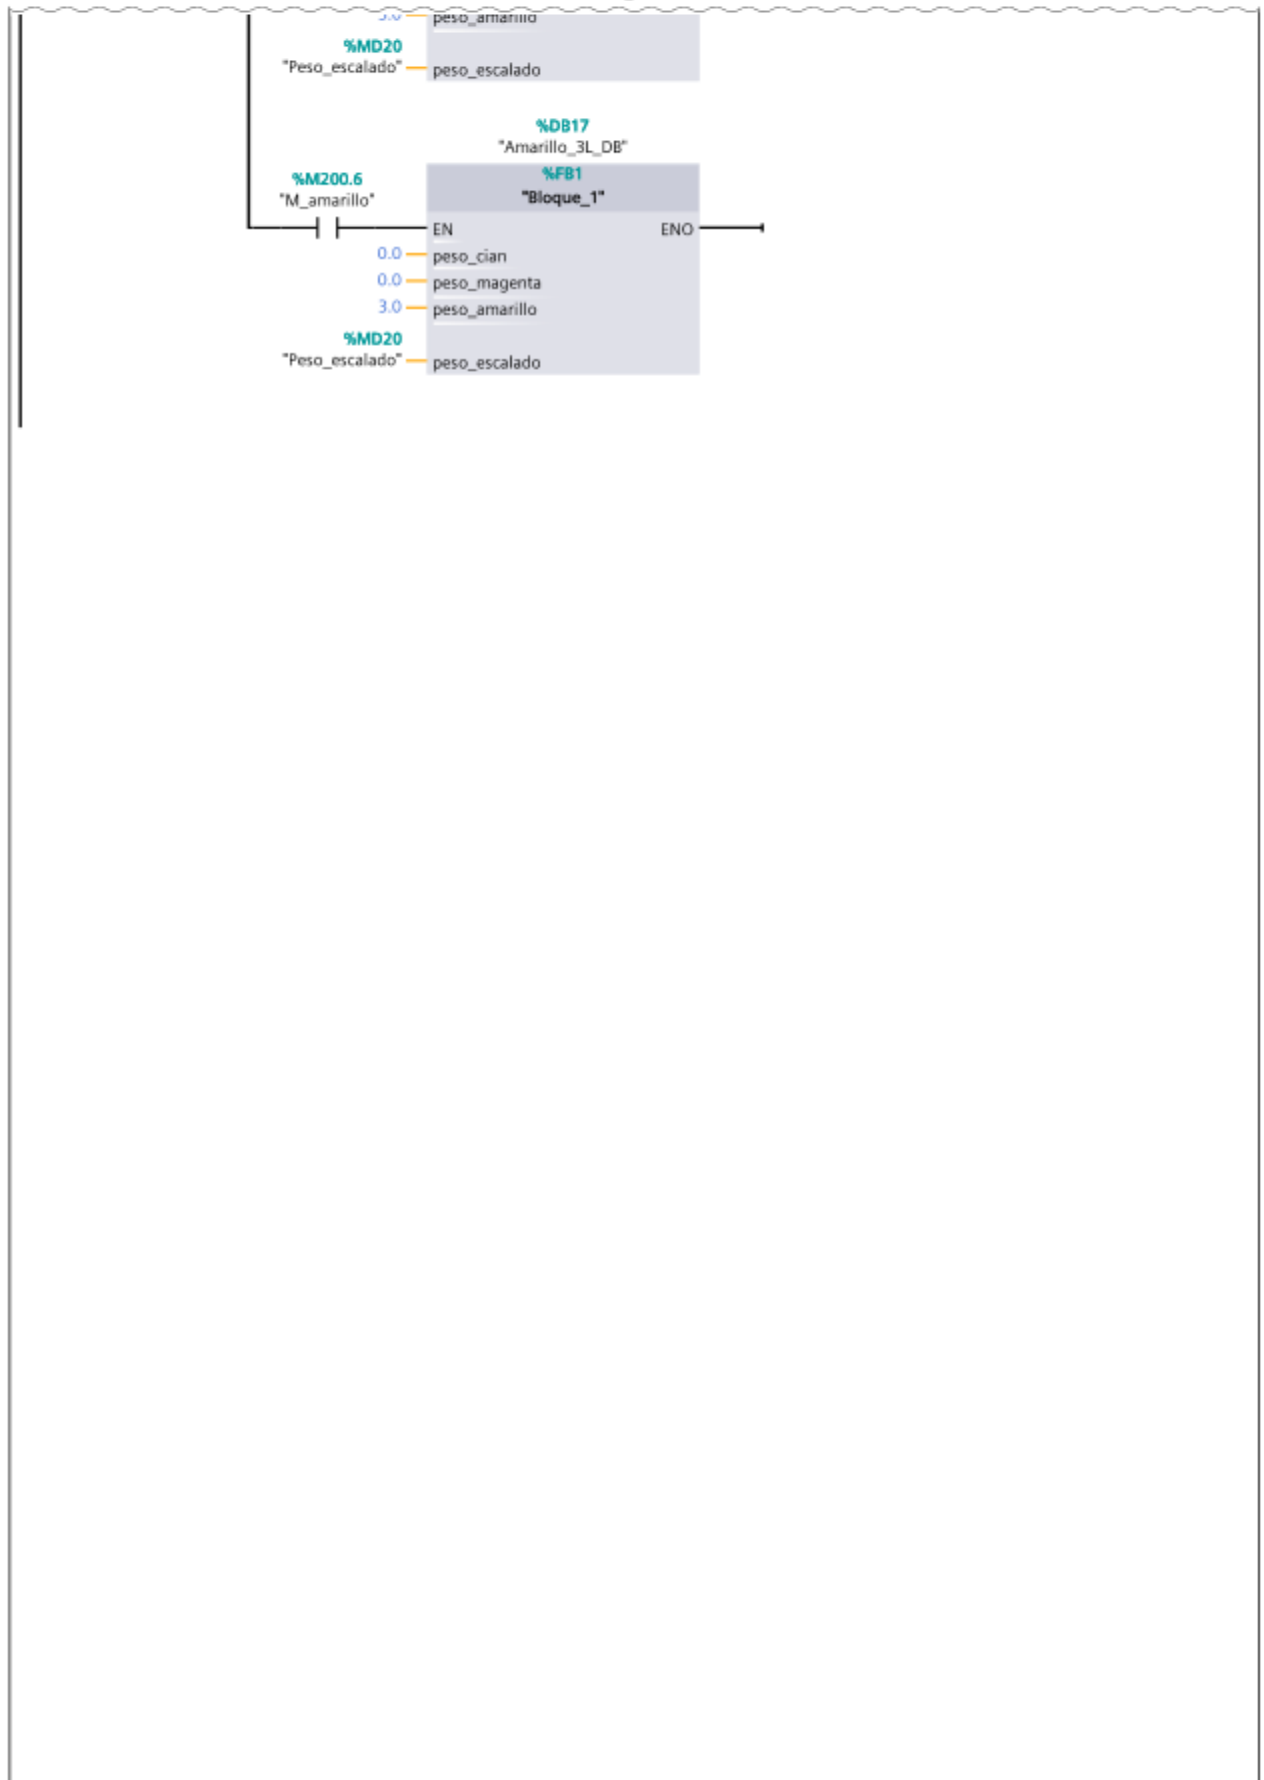 peso_amarillo
%MD20
"Peso_escalado"
peso_escalado
%DB17
"Amarillo_3L_DB"
%M200.6
"M_amarillo"
%FB1
"Bloque_1"
EN ENO
0.0 peso_cian
0.0 peso_magenta
3.0 peso_amarillo
%MD20
"Peso_escalado"
peso_escalado